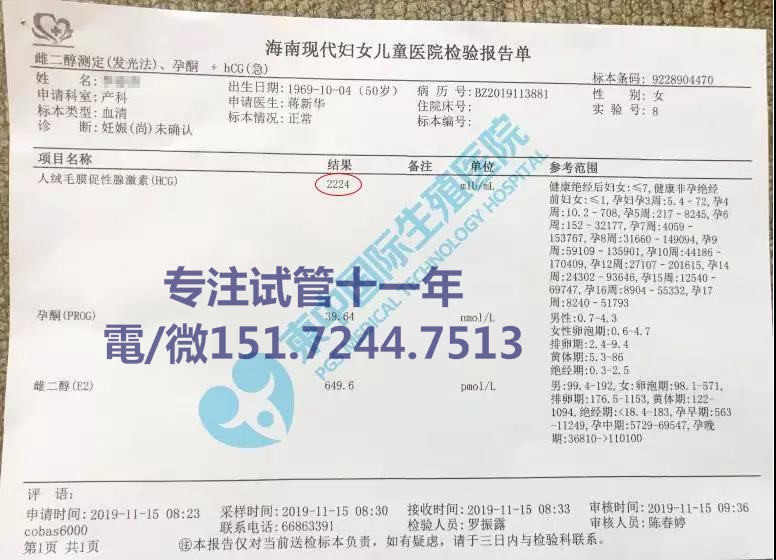 海南现代妇女儿童医院检验报告单
雌二醇测定(发光法)、孕酮 + hCG(急)
标本条码: 9228904470
姓 名:
出生日期:1969-10-04 (50岁)
病 历 号:BZ2019113881
性 别: 女
申请科室: 产科
申请医生: 蒋新华
住院床号:
实 验 号: 8
标本类型: 血清
标本情况: 正常
标本编号:
诊 断: 妊娠(尚)未确认
项目名称 结果 备注 单位 参考范围
人绒毛膜促性腺激素(HCG) 2224 mIU/mL
健康绝经后妇女:≤7, 健康非孕绝经
前妇女:≤1, 孕妇孕3周:5.4-72, 孕4
周:10.2-708, 孕5周:217-8245, 孕6
周:152-32177, 孕7周:4059-
153767, 孕8周:31660-149094, 孕9
周:59109-135901, 孕10周:44186-
170409, 孕12周:27107-201615, 孕14
周:24302-93646, 孕15周:12540-
69747, 孕16周:8904-55332, 孕17
周:8240-51793
孕酮(PROG) 39.64 nmol/L
男性:0.7-4.3
女性卵泡期:0.6-4.7
排卵期:2.4-9.4
黄体期:5.3-86
绝经期:0.3-2.5
雌二醇(E2) 649.6 pmol/L
男:99.4-192, 女:卵泡期:98.1-571,
排卵期:176.5-1153, 黄体期:122-
1094, 绝经期:<18.4-183, 孕早期:563
-11249, 孕中期:5729-69547, 孕晚
期:36810->110100
专注试管十一年
電/微151.7244.7513
東中国际生殖医院
PGS MEDICAL TECHNOLOGY HOSPITAL
评 语:
申请时间: 2019-11-15 08:23
采样时间: 2019-11-15 08:30
接收时间: 2019-11-15 08:33
审核时间: 2019-11-15 09:36
cobas6000
联系电话: 66863391
检验人员: 罗振露
审核人员: 陈春婷
第1页 共1页
㊟本报告仅对当前送检标本负责, 如有疑虑, 请于三日内与检验科联系。